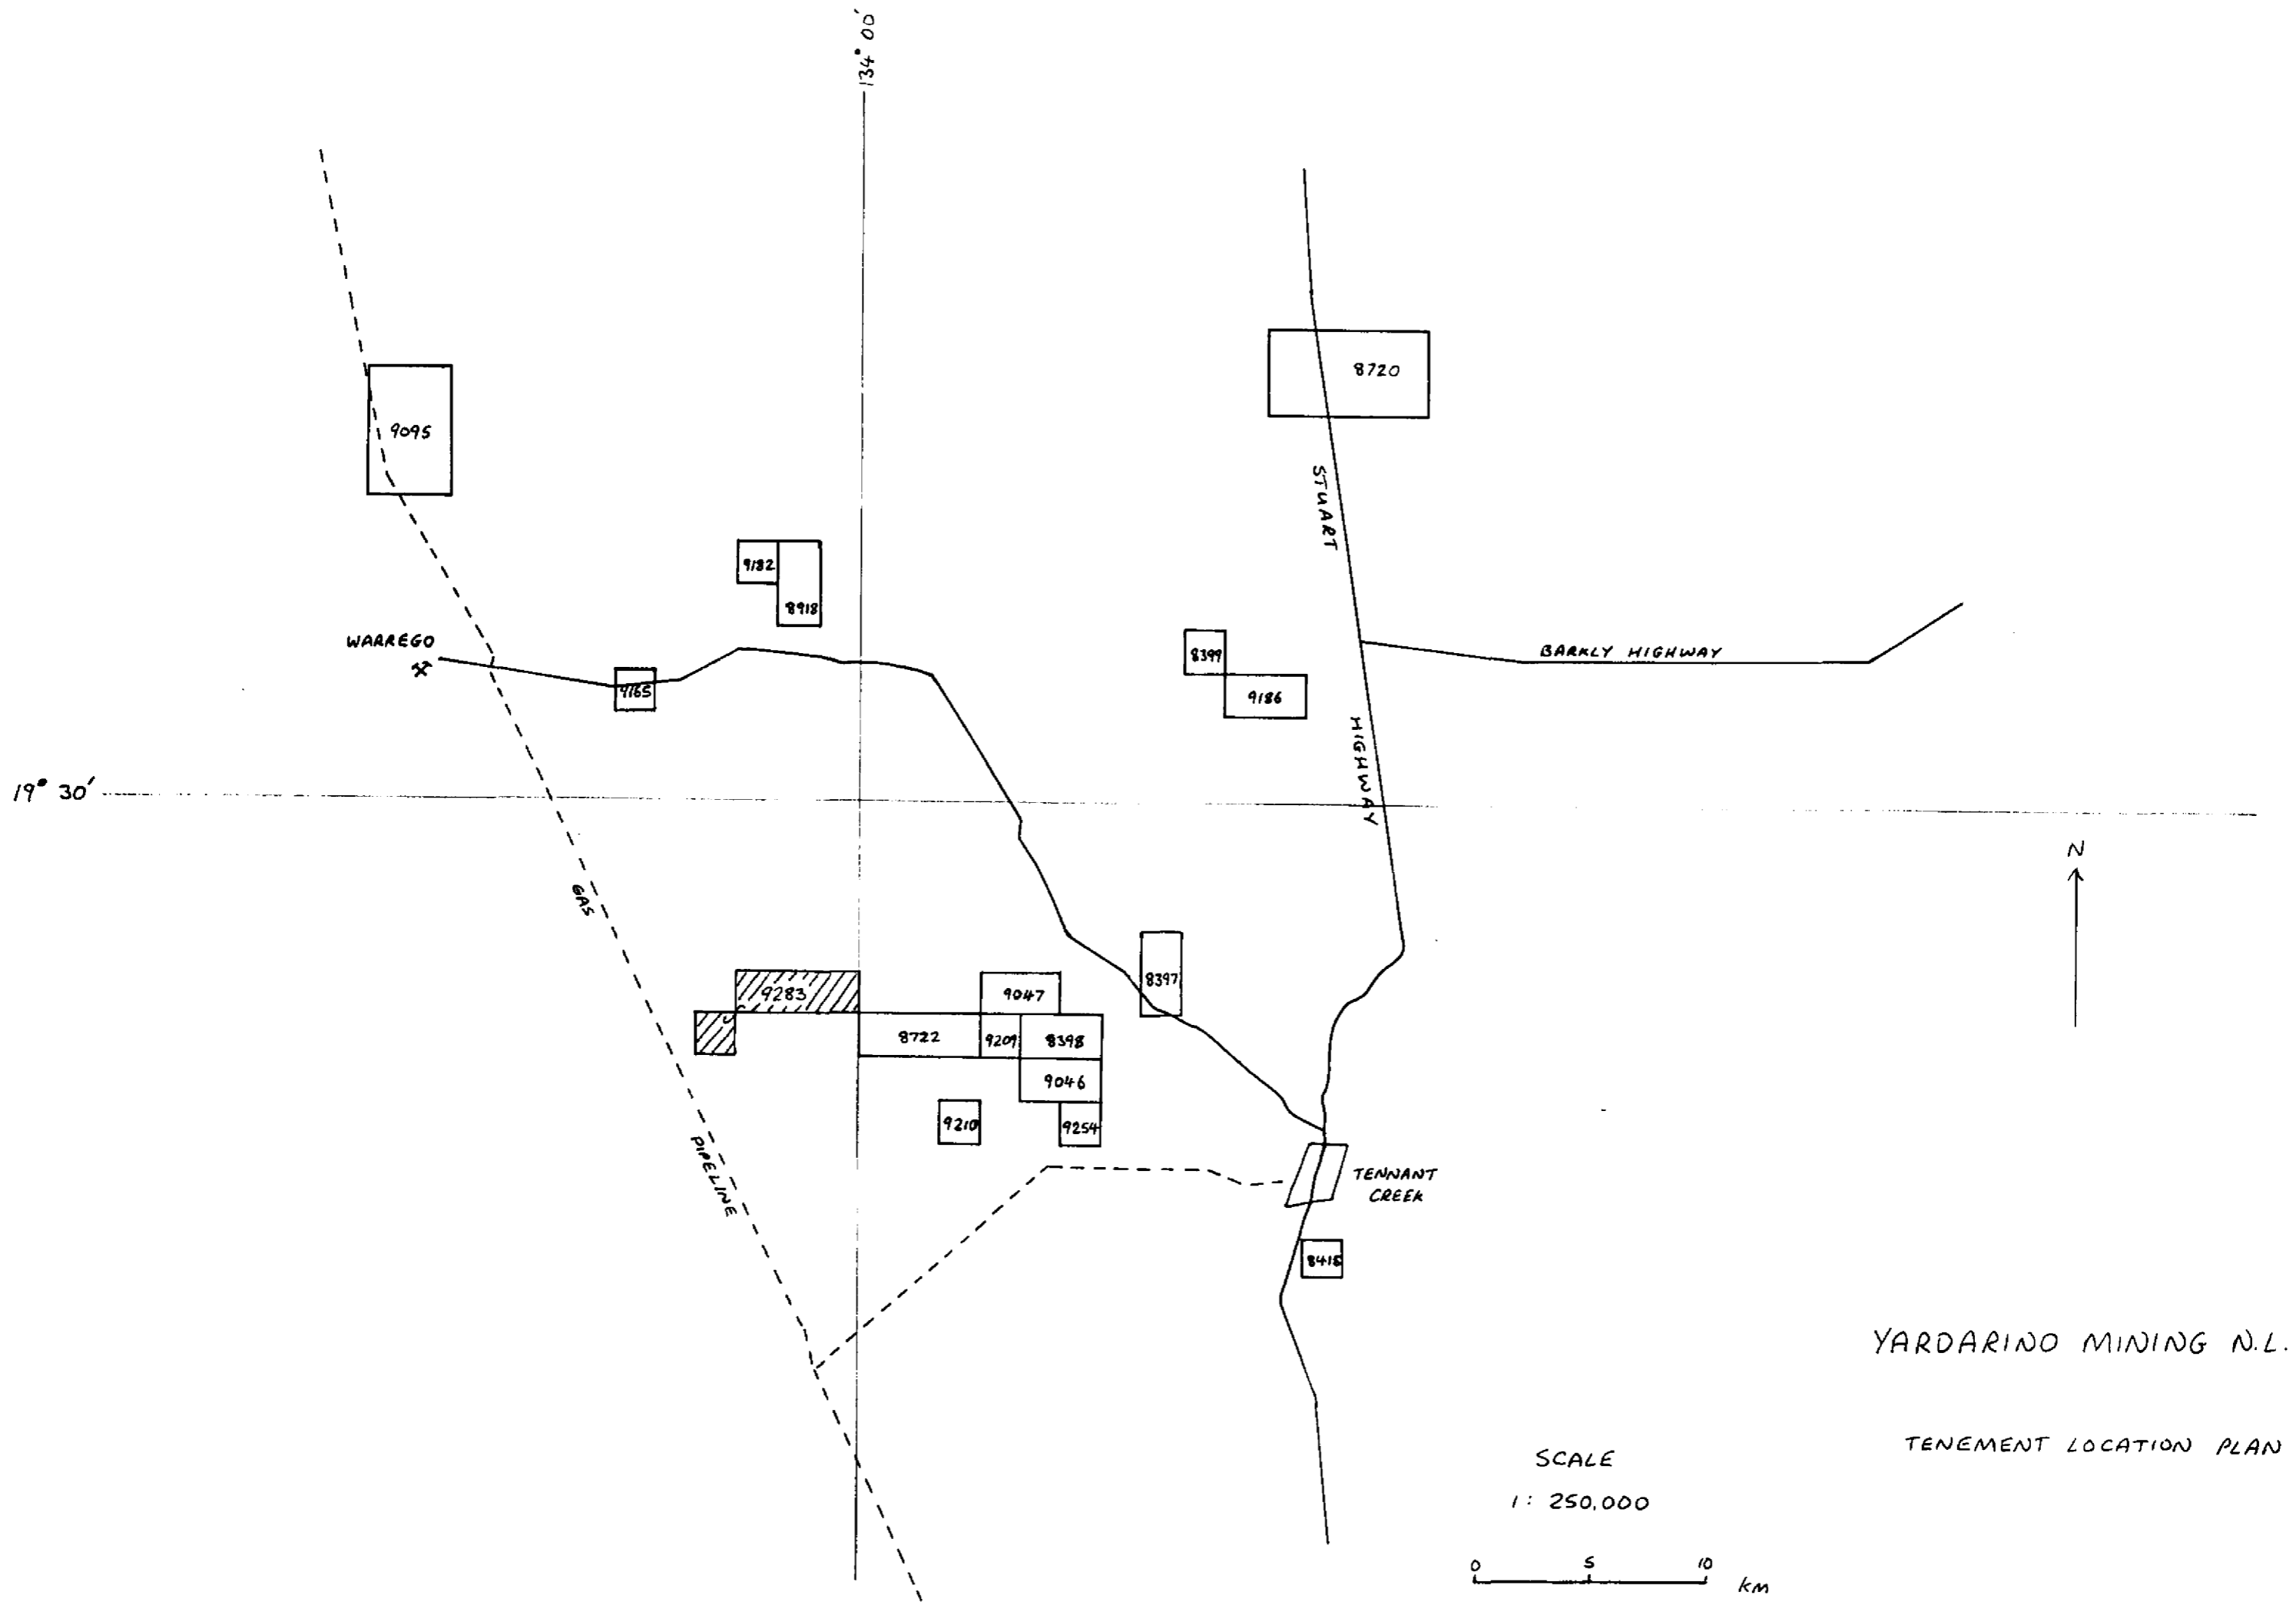 134° 00'
8720
9095
STUART
9182
8918
WARREGO
8399
BARKLY HIGHWAY
9165
9186
HIGHWAY
19° 30'
N
GAS
8397
9283
9047
8722
9209
8398
9046
9210
9254
PIPELINE
TENNANT
CREEK
8418
YARDARINO MINING N.L.
TENEMENT LOCATION PLAN
SCALE
1: 250,000
0 5 10
km